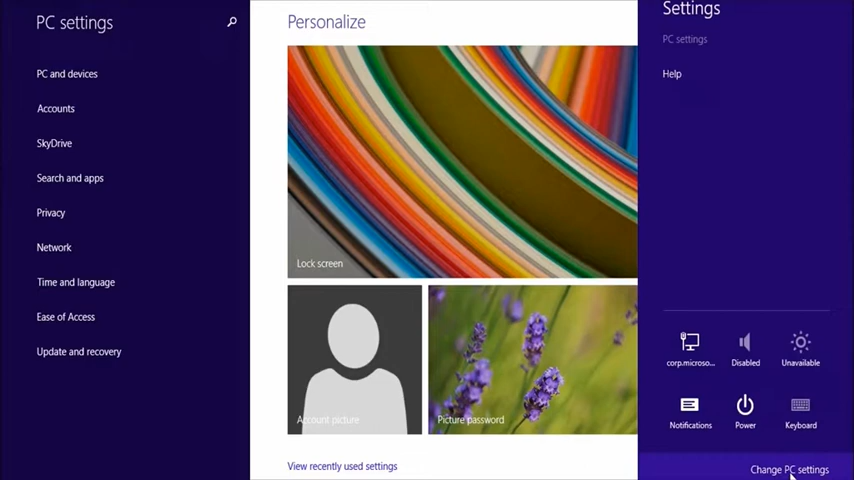 PC settings
PC and devices
Accounts
SkyDrive
Search and apps
Privacy
Network
Time and language
Ease of Access
Update and recovery
Personalize
Lock screen
Account picture
Picture password
View recently used settings
Settings
PC settings
Help
corp.microso...
Disabled
Unavailable
Notifications
Power
Keyboard
Change PC settings